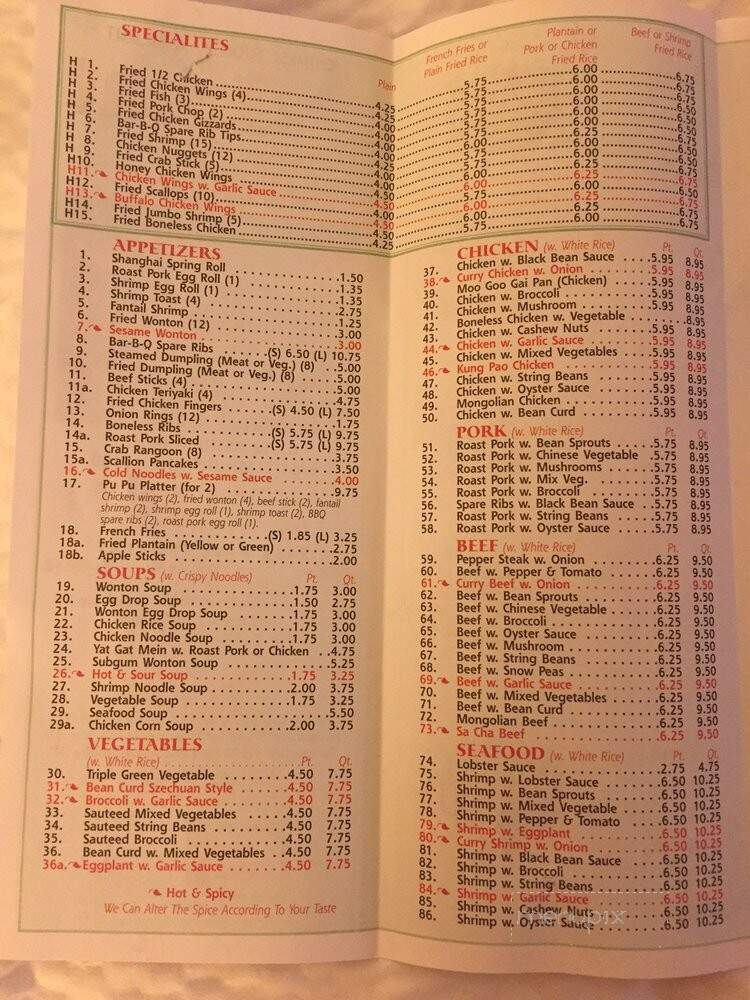 SPECIALITES
Plain
French Fries or Plain Fried Rice
Plantain or Pork or Chicken Fried Rice
Beef or Shrimp Fried Rice
H 1. Fried 1/2 Chicken 4.25 5.75 6.00 6.75
H 2. Fried Chicken Wings (4)
H 3. Fried Fish (3)
H 4. Fried Pork Chop (2)
H 5. Fried Chicken Gizzards
H 6. Bar-B-Q Spare Rib Tips
H 7. Fried Shrimp (15)
H 8. Chicken Nuggets (12)
H 9. Fried Crab Stick (5)
H10. Honey Chicken Wings
H11. Chicken Wings w. Garlic Sauce 4.50 6.00 6.25 6.75
H12. Fried Scallops (10)
H13. Buffalo Chicken Wings 4.50 6.00 6.25 6.75
H14. Fried Jumbo Shrimp (5)
H15. Fried Boneless Chicken 4.25 5.75 6.00 6.75
APPETIZERS
1. Shanghai Spring Roll 1.50
2. Roast Pork Egg Roll (1) 1.35
3. Shrimp Egg Roll (1) 1.35
4. Shrimp Toast (4) 2.75
5. Fantail Shrimp 1.25
6. Fried Wonton (12) 3.00
7. Sesame Wonton 3.00
8. Bar-B-Q Spare Ribs (S) 6.50 (L) 10.75
9. Steamed Dumpling (Meat or Veg.) (8) 5.00
10. Fried Dumpling (Meat or Veg.) (8) 5.00
11. Beef Sticks (4) 5.00
11a. Chicken Teriyaki (4) 4.75
12. Fried Chicken Fingers (S) 4.50 (L) 7.50
13. Onion Rings (12) 1.75
14. Boneless Ribs (S) 5.75 (L) 9.75
14a. Roast Pork Sliced (S) 5.75 (L) 9.75
15. Crab Rangoon (8) 3.75
15a. Scallion Pancakes 3.50
16. Cold Noodles w. Sesame Sauce 4.00
17. Pu Pu Platter (for 2) 9.75
Chicken wings (2), fried wonton (4), beef stick (2), fantail
shrimp (2), shrimp egg roll (1), shrimp toast (2), BBQ
spare ribs (2), roast pork egg roll (1).
18. French Fries (S) 1.85 (L) 3.25
18a. Fried Plantain (Yellow or Green) 2.75
18b. Apple Sticks 2.00
SOUPS (w. Crispy Noodles) Pt. Qt.
19. Wonton Soup 1.75 3.00
20. Egg Drop Soup 1.50 2.75
21. Wonton Egg Drop Soup 1.75 3.00
22. Chicken Rice Soup 1.75 3.00
23. Chicken Noodle Soup 1.75 3.00
24. Yat Gat Mein w. Roast Pork or Chicken 4.75
25. Subgum Wonton Soup 5.25
26. Hot & Sour Soup 1.75 3.25
27. Shrimp Noodle Soup 2.00 3.75
28. Vegetable Soup 1.75 3.25
29. Seafood Soup 5.50
29a. Chicken Corn Soup 2.00 3.75
VEGETABLES
(w. White Rice) Pt. Qt.
30. Triple Green Vegetable 4.50 7.75
31. Bean Curd Szechuan Style 4.50 7.75
32. Broccoli w. Garlic Sauce 4.50 7.75
33. Sauteed Mixed Vegetables 4.50 7.75
34. Sauteed String Beans 4.50 7.75
35. Sauteed Broccoli 4.50 7.75
36. Bean Curd w. Mixed Vegetables 4.50 7.75
36a. Eggplant w. Garlic Sauce 4.50 7.75
Hot & Spicy
We Can Alter The Spice According To Your Taste
CHICKEN (w. White Rice) Pt. Qt.
37. Chicken w. Black Bean Sauce 5.95 8.95
38. Curry Chicken w. Onion 5.95 8.95
39. Moo Goo Gai Pan (Chicken) 5.95 8.95
40. Chicken w. Broccoli 5.95 8.95
41. Chicken w. Mushroom 5.95 8.95
42. Boneless Chicken w. Vegetable 8.95
43. Chicken w. Cashew Nuts 5.95 8.95
44. Chicken w. Garlic Sauce 5.95 8.95
45. Chicken w. Mixed Vegetables 5.95 8.95
46. Kung Pao Chicken 5.95 8.95
47. Chicken w. String Beans 5.95 8.95
48. Chicken w. Oyster Sauce 5.95 8.95
49. Mongolian Chicken 5.95 8.95
50. Chicken w. Bean Curd 5.95 8.95
PORK (w. White Rice) Pt. Qt.
51. Roast Pork w. Bean Sprouts 5.75 8.95
52. Roast Pork w. Chinese Vegetable 5.75 8.95
53. Roast Pork w. Mushrooms 5.75 8.95
54. Roast Pork w. Mix Veg. 5.75 8.95
55. Roast Pork w. Broccoli 5.75 8.95
56. Spare Ribs w. Black Bean Sauce 5.75 8.95
57. Roast Pork w. String Beans 5.75 8.95
58. Roast Pork w. Oyster Sauce 5.75 8.95
BEEF (w. White Rice) Pt. Qt.
59. Pepper Steak w. Onion 6.25 9.50
60. Beef w. Pepper & Tomato 6.25 9.50
61. Curry Beef w. Onion 6.25 9.50
62. Beef w. Bean Sprouts 6.25 9.50
63. Beef w. Chinese Vegetable 6.25 9.50
64. Beef w. Broccoli 6.25 9.50
65. Beef w. Oyster Sauce 6.25 9.50
66. Beef w. Mushroom 6.25 9.50
67. Beef w. String Beans 6.25 9.50
68. Beef w. Snow Peas 6.25 9.50
69. Beef w. Garlic Sauce 6.25 9.50
70. Beef w. Mixed Vegetables 6.25 9.50
71. Beef w. Bean Curd 6.25 9.50
72. Mongolian Beef 6.25 9.50
73. Sa Cha Beef 6.25 9.50
SEAFOOD (w. White Rice) Pt. Qt.
74. Lobster Sauce 2.75 4.75
75. Shrimp w. Lobster Sauce 6.50 10.25
76. Shrimp w. Bean Sprouts 6.50 10.25
77. Shrimp w. Mixed Vegetable 6.50 10.25
78. Shrimp w. Pepper & Tomato 6.50 10.25
79. Shrimp w. Eggplant 6.50 10.25
80. Curry Shrimp w. Onion 6.50 10.25
81. Shrimp w. Black Bean Sauce 6.50 10.25
82. Shrimp w. Broccoli 6.50 10.25
83. Shrimp w. String Beans 6.50 10.25
84. Shrimp w. Garlic Sauce 6.50 10.25
85. Shrimp w. Cashew Nuts 6.50 10.25
86. Shrimp w. Oyster Sauce 6.50 10.25